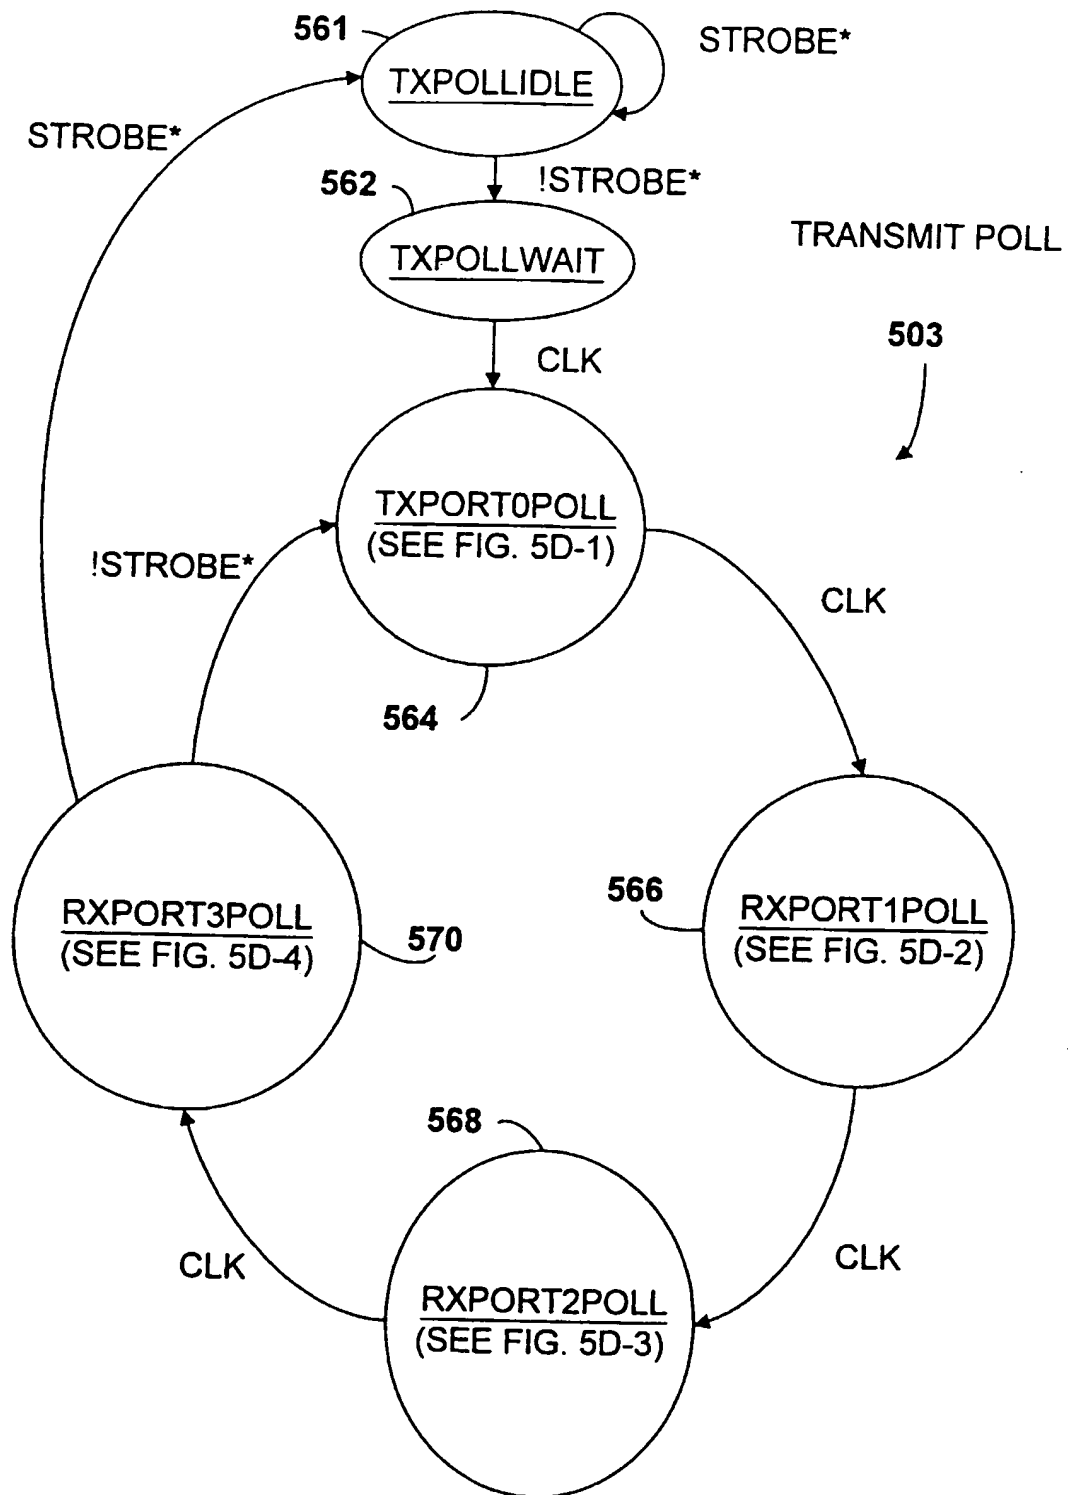 561
STROBE*
TXPOLLIDLE
STROBE*
!STROBE*
562
TXPOLLWAIT
TRANSMIT POLL
503
CLK
TXPORT0POLL
(SEE FIG. 5D-1)
!STROBE*
CLK
564
566
RXPORT1POLL
(SEE FIG. 5D-2)
RXPORT3POLL
(SEE FIG. 5D-4)
570
568
CLK
CLK
RXPORT2POLL
(SEE FIG. 5D-3)